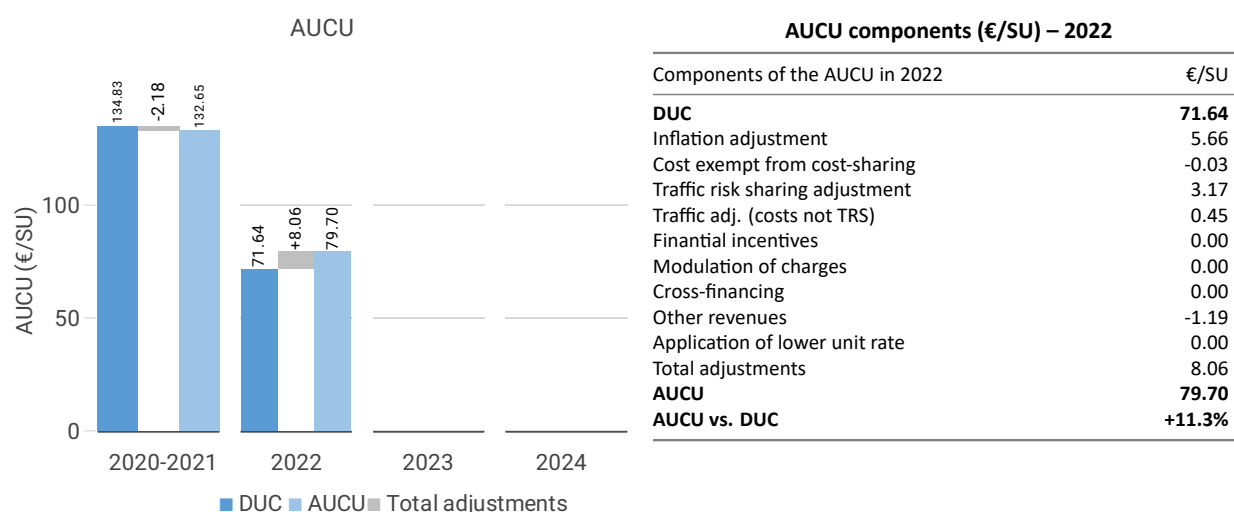 AUCU
134.83
-2.18
132.65
71.64
+8.06
79.70
AUCU (€/SU)
100
50
0
2020-2021
2022
2023
2024
DUC AUCU Total adjustments
AUCU components (€/SU) – 2022
Components of the AUCU in 2022 €/SU
DUC 71.64
Inflation adjustment 5.66
Cost exempt from cost-sharing -0.03
Traffic risk sharing adjustment 3.17
Traffic adj. (costs not TRS) 0.45
Finantial incentives 0.00
Modulation of charges 0.00
Cross-financing 0.00
Other revenues -1.19
Application of lower unit rate 0.00
Total adjustments 8.06
AUCU 79.70
AUCU vs. DUC +11.3%